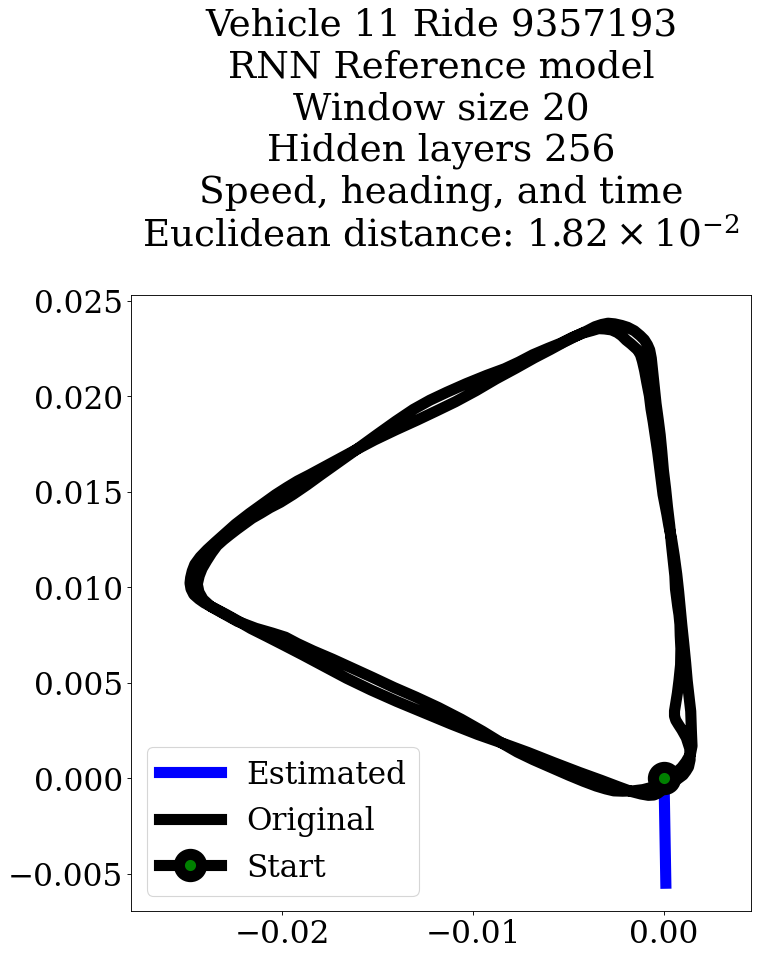 Vehicle 11 Ride 9357193
RNN Reference model
Window size 20
Hidden layers 256
Speed, heading, and time
Euclidean distance: 1.82 × 10⁻²
0.025
0.020
0.015
0.010
0.005
0.000
−0.005
Estimated
Original
Start
−0.02 −0.01 0.00